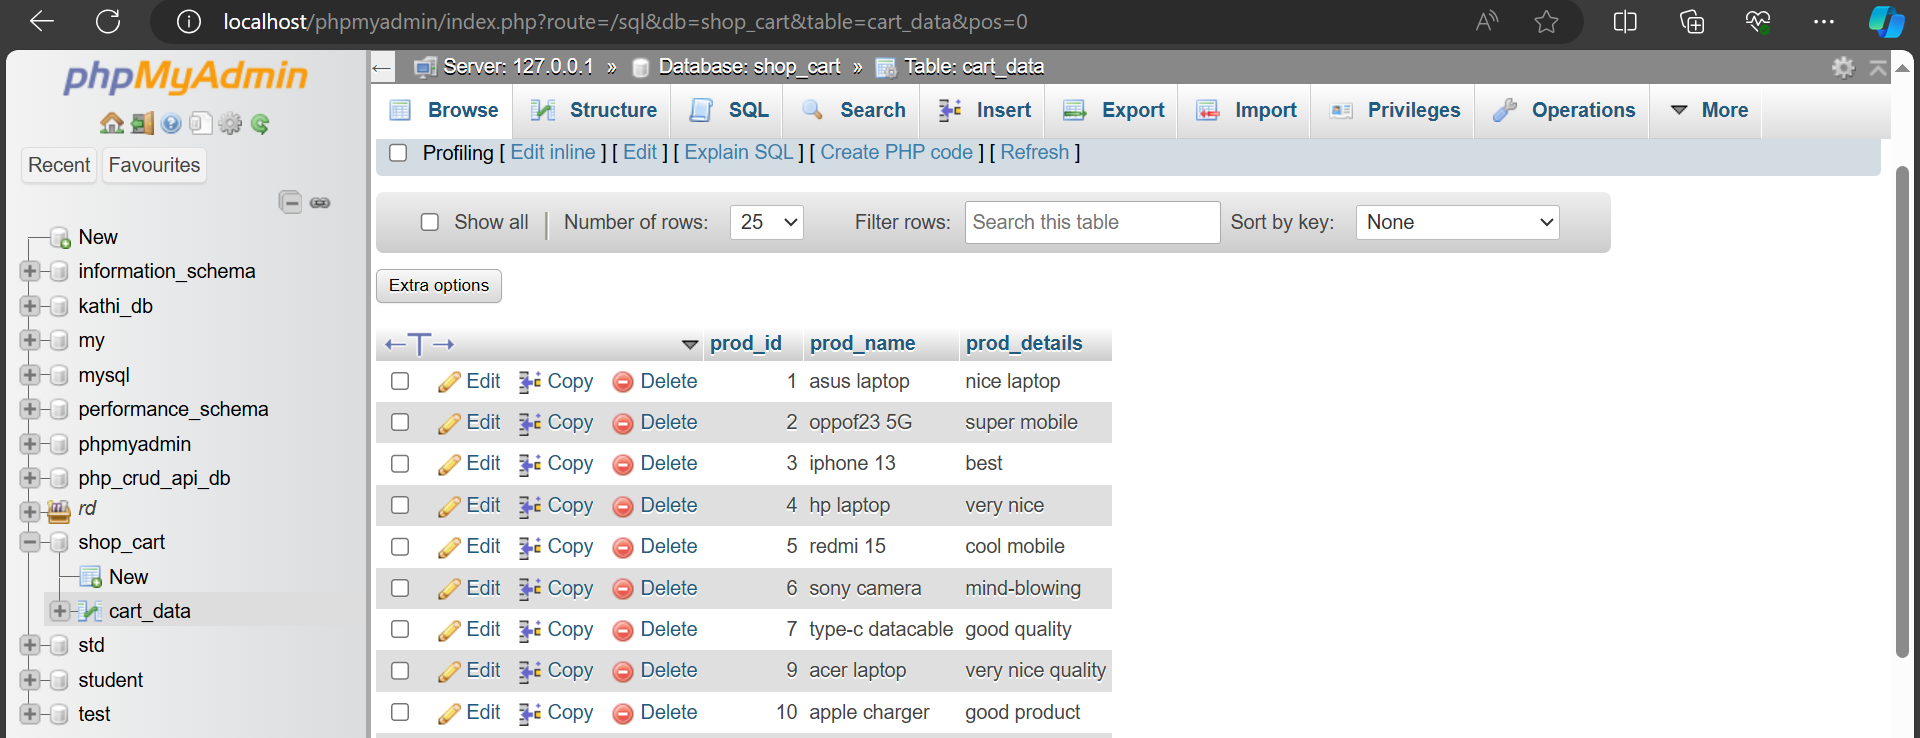 localhost/phpmyadmin/index.php?route=/sql&db=shop_cart&table=cart_data&pos=0
phpMyAdmin
Recent Favourites
New
information_schema
kathi_db
my
mysql
performance_schema
phpmyadmin
php_crud_api_db
rd
shop_cart
New
cart_data
std
student
test
Server: 127.0.0.1 » Database: shop_cart » Table: cart_data
Browse Structure SQL Search Insert Export Import Privileges Operations More
Profiling [ Edit inline ] [ Edit ] [ Explain SQL ] [ Create PHP code ] [ Refresh ]
Show all | Number of rows: 25 Filter rows: Search this table Sort by key: None
Extra options
prod_id prod_name prod_details
Edit Copy Delete 1 asus laptop nice laptop
Edit Copy Delete 2 oppof23 5G super mobile
Edit Copy Delete 3 iphone 13 best
Edit Copy Delete 4 hp laptop very nice
Edit Copy Delete 5 redmi 15 cool mobile
Edit Copy Delete 6 sony camera mind-blowing
Edit Copy Delete 7 type-c datacable good quality
Edit Copy Delete 9 acer laptop very nice quality
Edit Copy Delete 10 apple charger good product